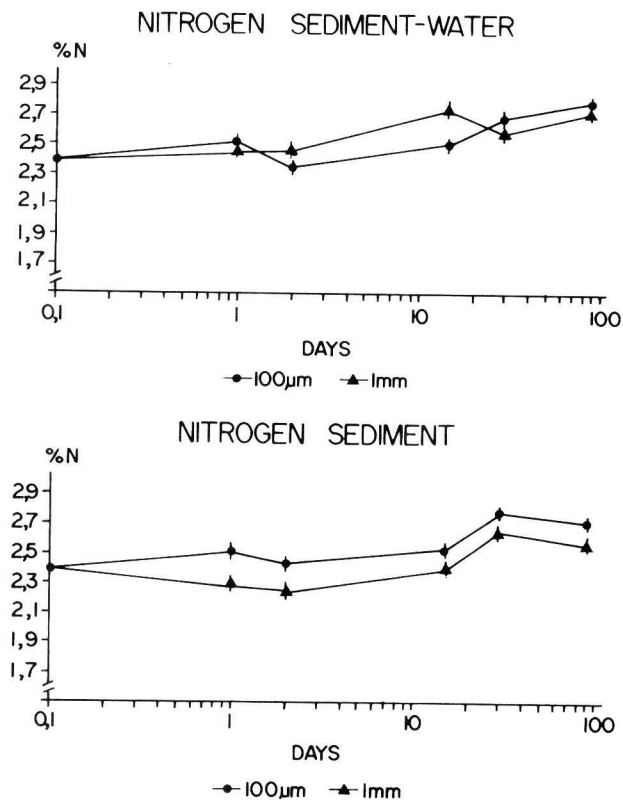 NITROGEN SEDIMENT-WATER
%N
2,9
2,7
2,5
2,3
2,1
1,9
1,7
0,1 1 10 100
DAYS
100μm 1mm
NITROGEN SEDIMENT
%N
2,9
2,7
2,5
2,3
2,1
1,9
1,7
0,1 1 10 100
DAYS
100μm 1mm